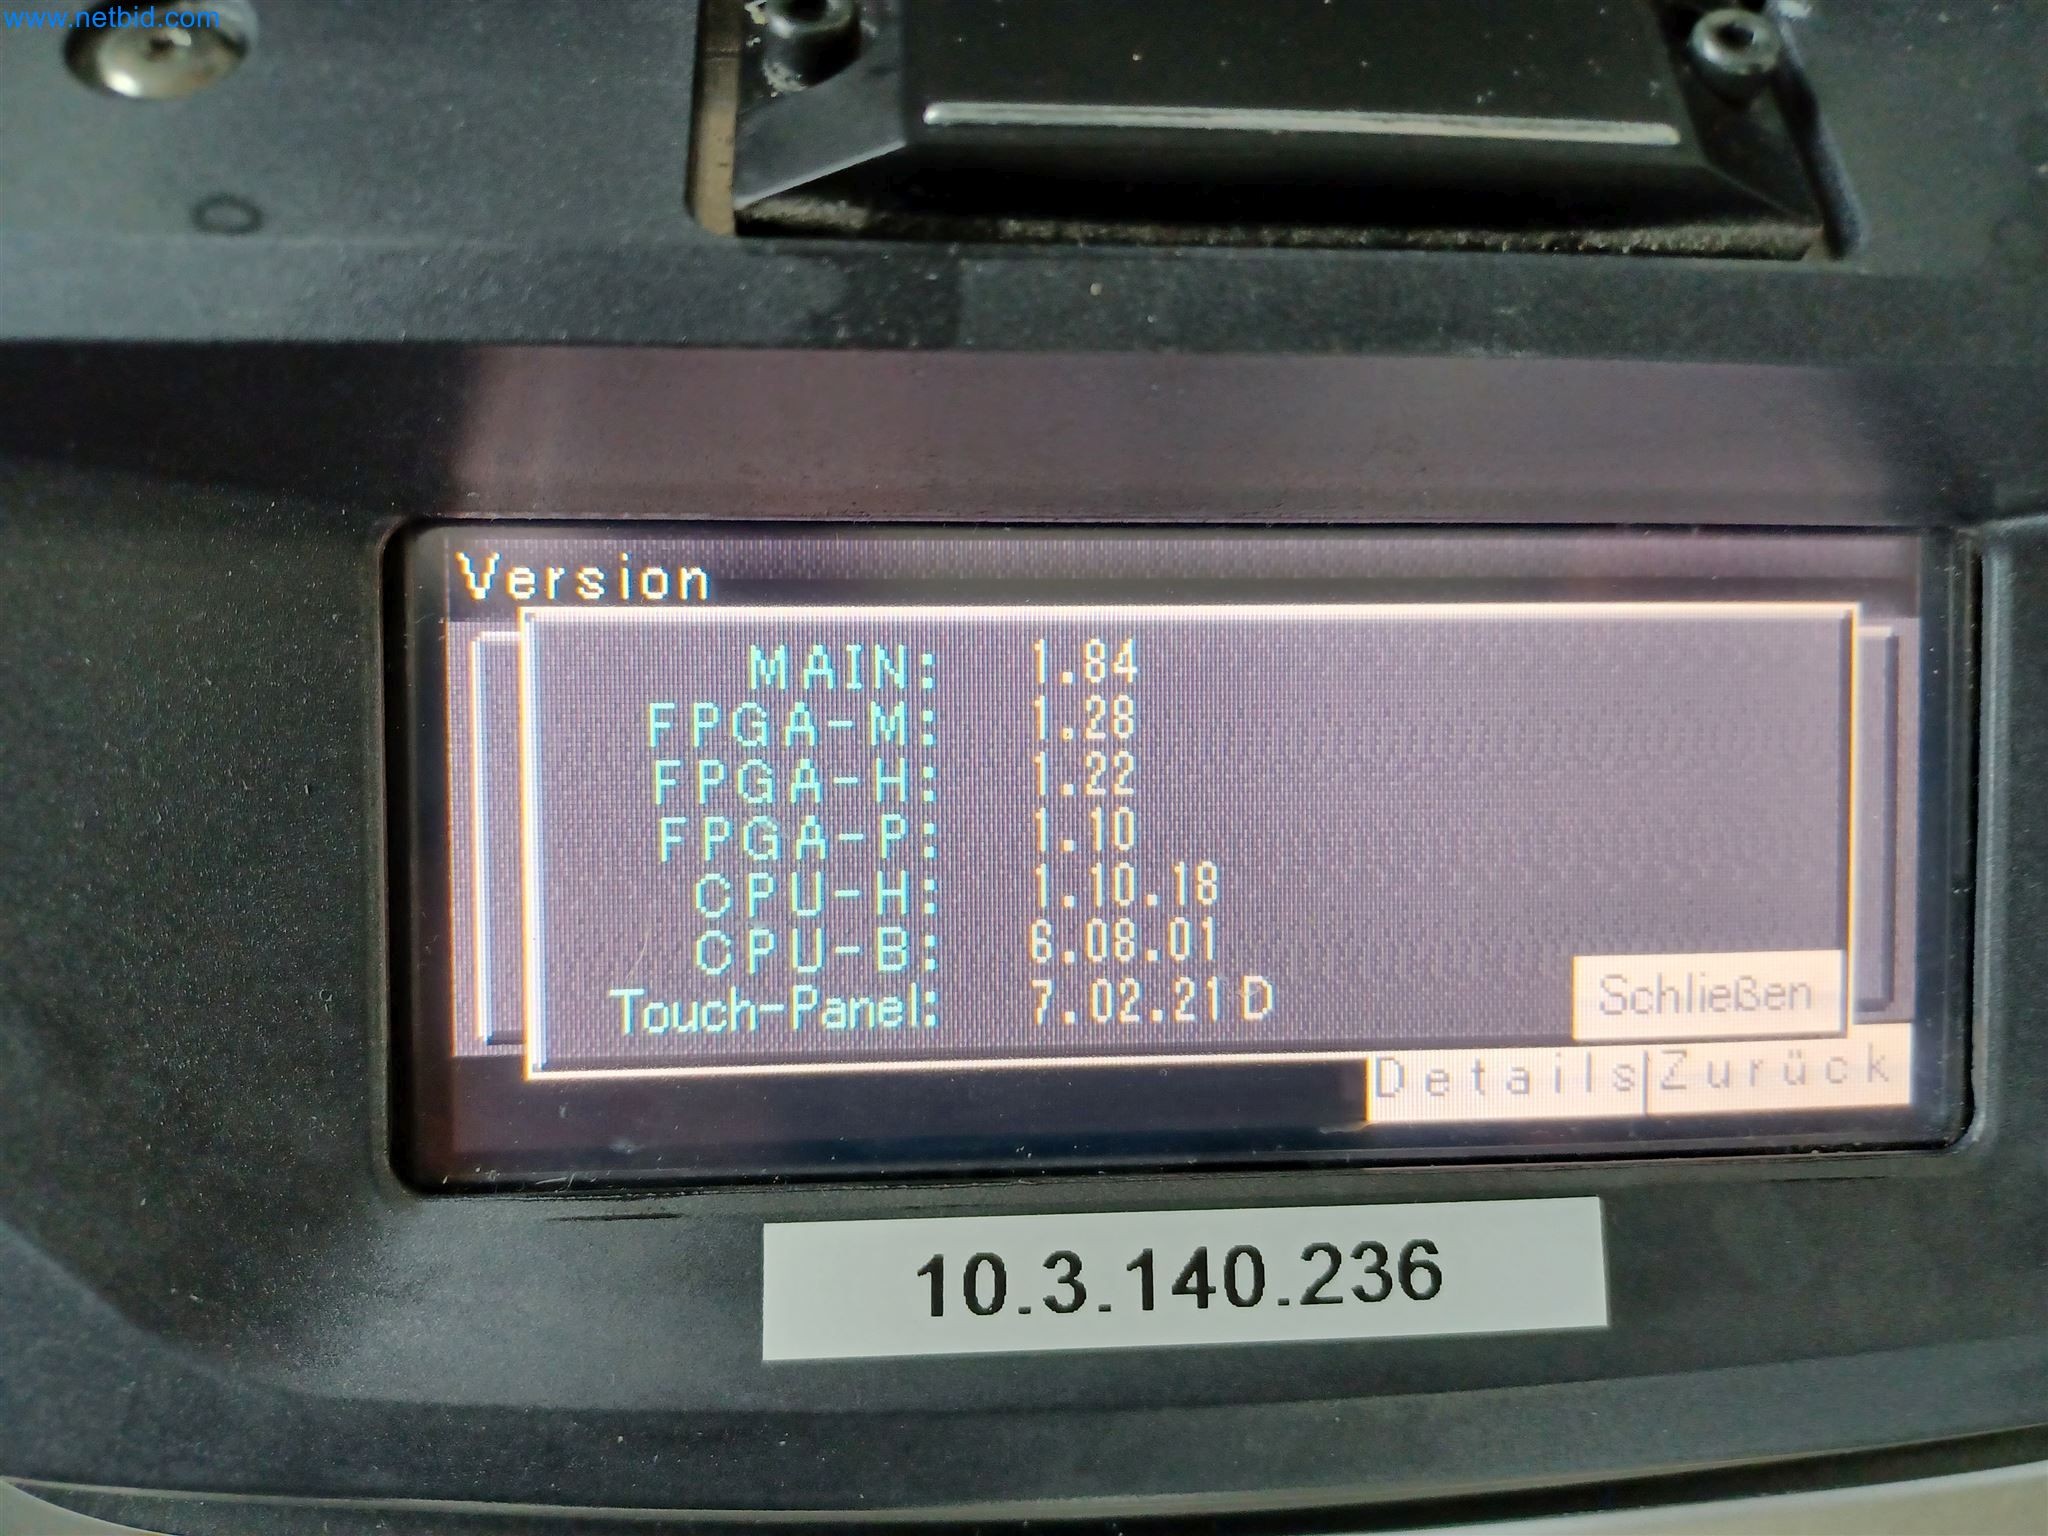 www.netbid.com
Version
MAIN: 1.84
FPGA-M: 1.28
FPGA-H: 1.22
FPGA-P: 1.10
CPU-H: 1.10.18
CPU-B: 6.08.01
Touch-Panel: 7.02.21 D
Schließen
Details Zurück
10.3.140.236